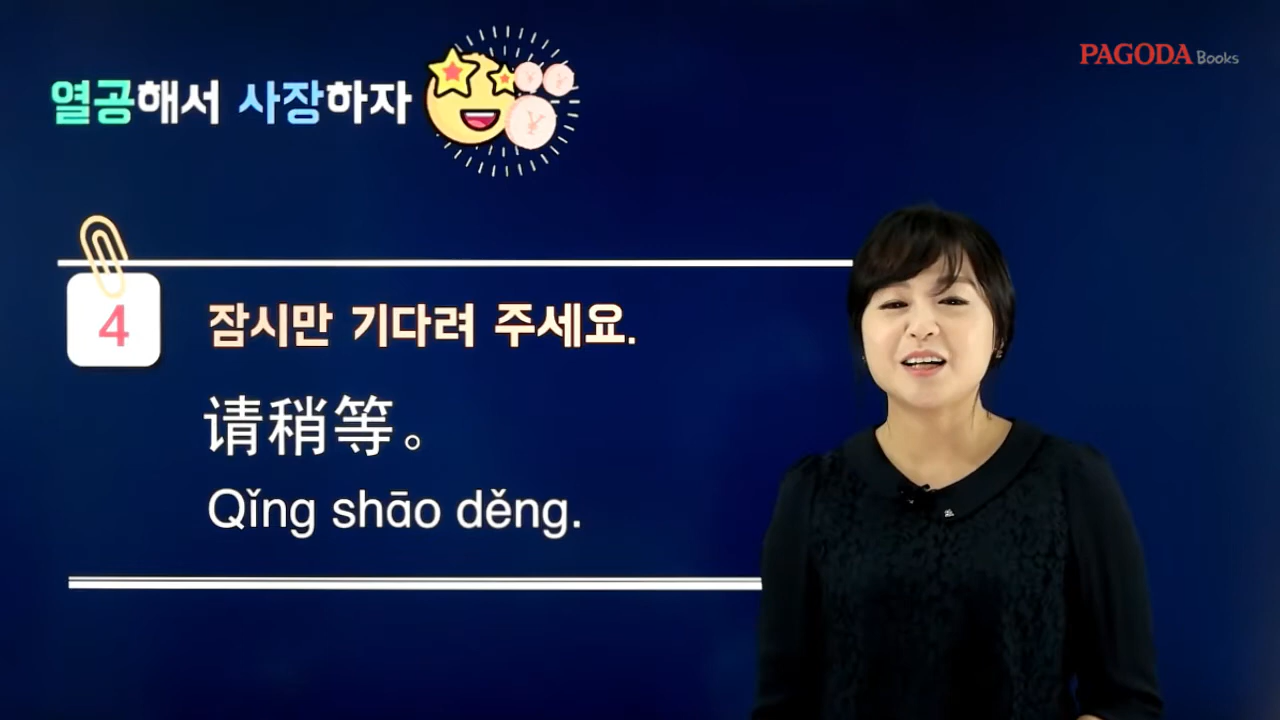 열공해서 사장하자
PAGODA Books
4
잠시만 기다려 주세요.
请稍等。
Qǐng shāo děng.